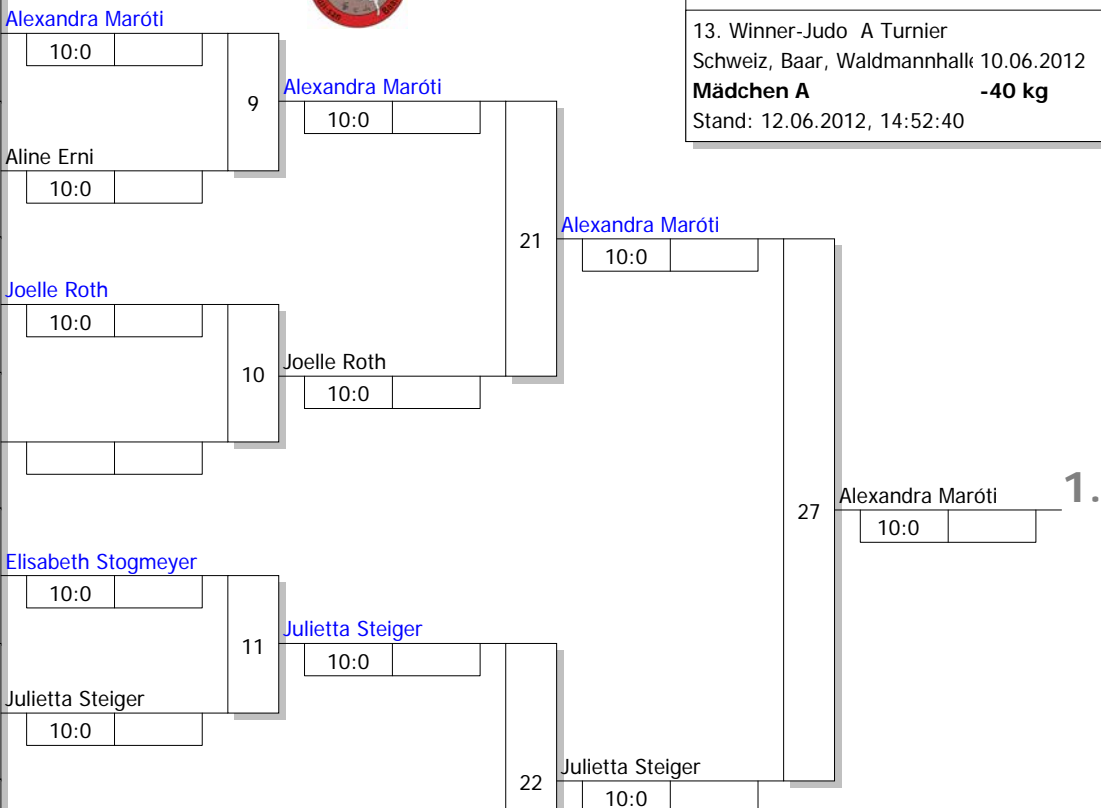 Alexandra Maróti
10:0
9
Aline Erni
10:0
Alexandra Maróti
10:0
13. Winner-Judo A Turnier
Schweiz, Baar, Waldmannhalle 10.06.2012
Mädchen A -40 kg
Stand: 12.06.2012, 14:52:40
21
Alexandra Maróti
10:0
Joelle Roth
10:0
10
Joelle Roth
10:0
27
Alexandra Maróti
10:0
1.
Elisabeth Stogmeyer
10:0
11
Julietta Steiger
10:0
Julietta Steiger
10:0
22
Julietta Steiger
10:0